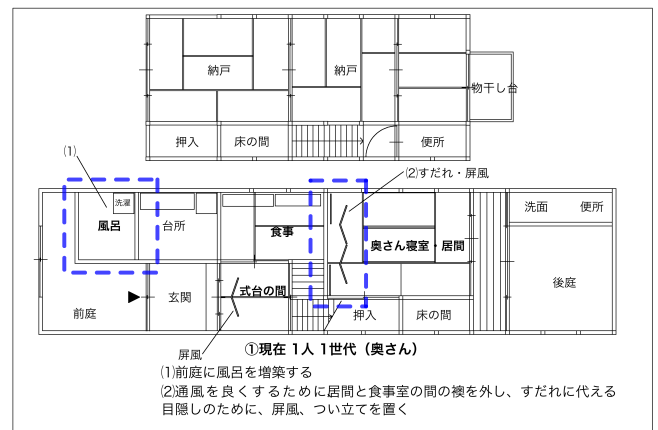 納戸
納戸
物干し台
押入
床の間
便所
⑴
⑵すだれ・屏風
洗濯
風呂
台所
食事
奥さん寝室・居間
洗面
便所
式台の間
玄関
前庭
後庭
押入
床の間
屏風
①現在 1人 1世代（奥さん）
⑴前庭に風呂を増築する
⑵通風を良くするために居間と食事室の間の襖を外し、すだれに代える
目隠しのために、屏風、つい立てを置く